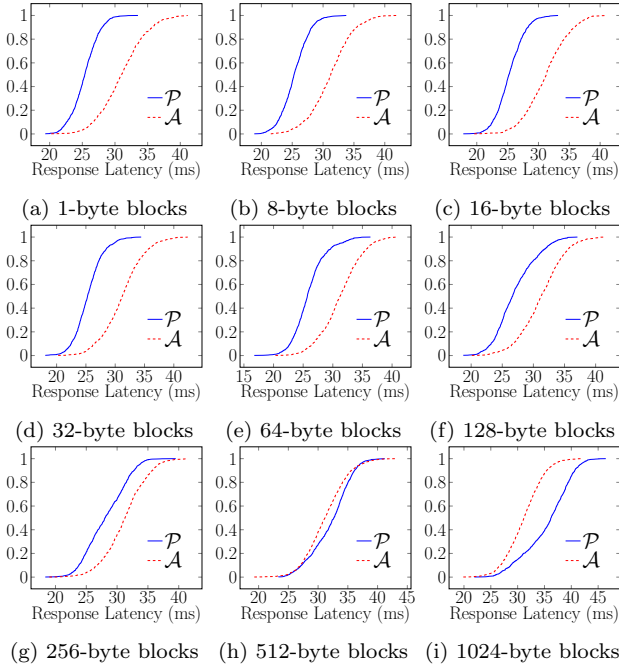 1
0.8
0.6
0.4
0.2
0
20 25 30 35 40
Response Latency (ms)
P
A
(a) 1-byte blocks
1
0.8
0.6
0.4
0.2
0
20 25 30 35 40
Response Latency (ms)
P
A
(b) 8-byte blocks
1
0.8
0.6
0.4
0.2
0
20 25 30 35 40
Response Latency (ms)
P
A
(c) 16-byte blocks
1
0.8
0.6
0.4
0.2
0
20 25 30 35 40
Response Latency (ms)
P
A
(d) 32-byte blocks
1
0.8
0.6
0.4
0.2
0
15 20 25 30 35 40
Response Latency (ms)
P
A
(e) 64-byte blocks
1
0.8
0.6
0.4
0.2
0
20 25 30 35 40
Response Latency (ms)
P
A
(f) 128-byte blocks
1
0.8
0.6
0.4
0.2
0
20 25 30 35 40
Response Latency (ms)
P
A
(g) 256-byte blocks
1
0.8
0.6
0.4
0.2
0
20 25 30 35 40 45
Response Latency (ms)
P
A
(h) 512-byte blocks
1
0.8
0.6
0.4
0.2
0
20 25 30 35 40 45
Response Latency (ms)
P
A
(i) 1024-byte blocks